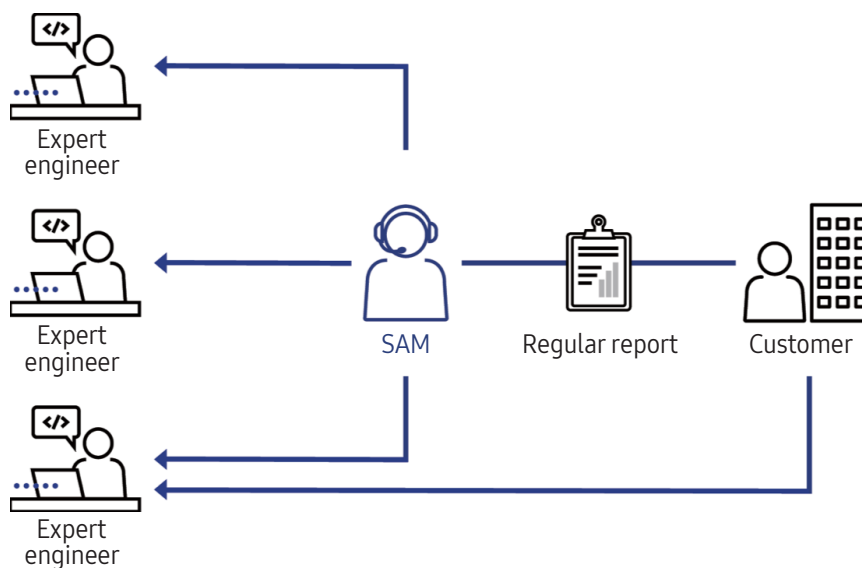 </>
Expert
engineer
</>
Expert
engineer
SAM
Regular report
Customer
</>
Expert
engineer